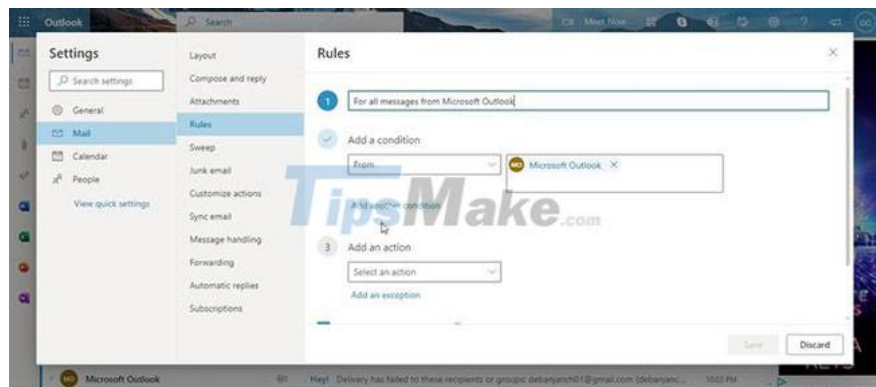 Outlook
Search
Meet Now
Settings
Search settings
General
Mail
Calendar
People
View quick settings
Layout
Compose and reply
Attachments
Rules
Sweep
Junk email
Customize actions
Sync email
Message handling
Forwarding
Automatic replies
Subscriptions
Rules
1
For all messages from Microsoft Outlook
Add a condition
From
MO Microsoft Outlook
Add another condition
3
Add an action
Select an action
Add an exception
Save
Discard
TipsMake.com
MO Microsoft Outlook
Hey! Delivery has failed to these recipients or groups: debanjanich01@gmail.com
10:02 PM